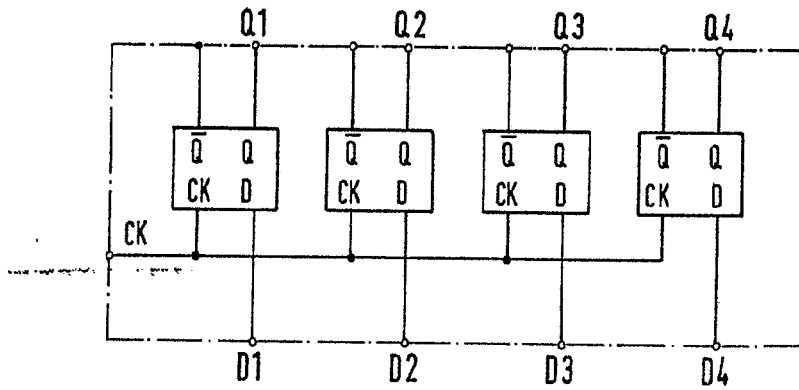 Q1 Q2 Q3 Q4
Q̅ Q Q̅ Q Q̅ Q Q̅ Q
CK D CK D CK D CK D
CK
D1 D2 D3 D4